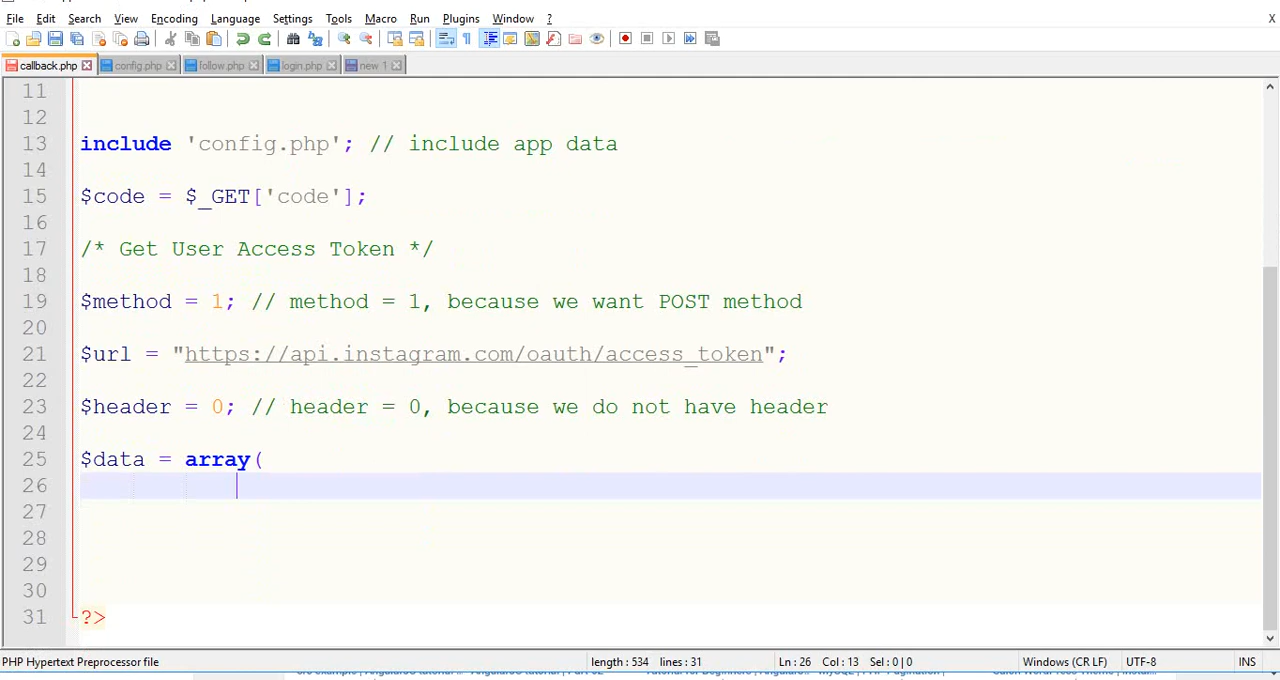 File Edit Search View Encoding Language Settings Tools Macro Run Plugins Window ? X
callback.php config.php follow.php login.php new 1
11
12
13 include 'config.php'; // include app data
14
15 $code = $_GET['code'];
16
17 /* Get User Access Token */
18
19 $method = 1; // method = 1, because we want POST method
20
21 $url = "https://api.instagram.com/oauth/access_token";
22
23 $header = 0; // header = 0, because we do not have header
24
25 $data = array(
26
27
28
29
30
31 ?>
PHP Hypertext Preprocessor file length : 534 lines : 31 Ln : 26 Col : 13 Sel : 0 | 0 Windows (CR LF) UTF-8 INS